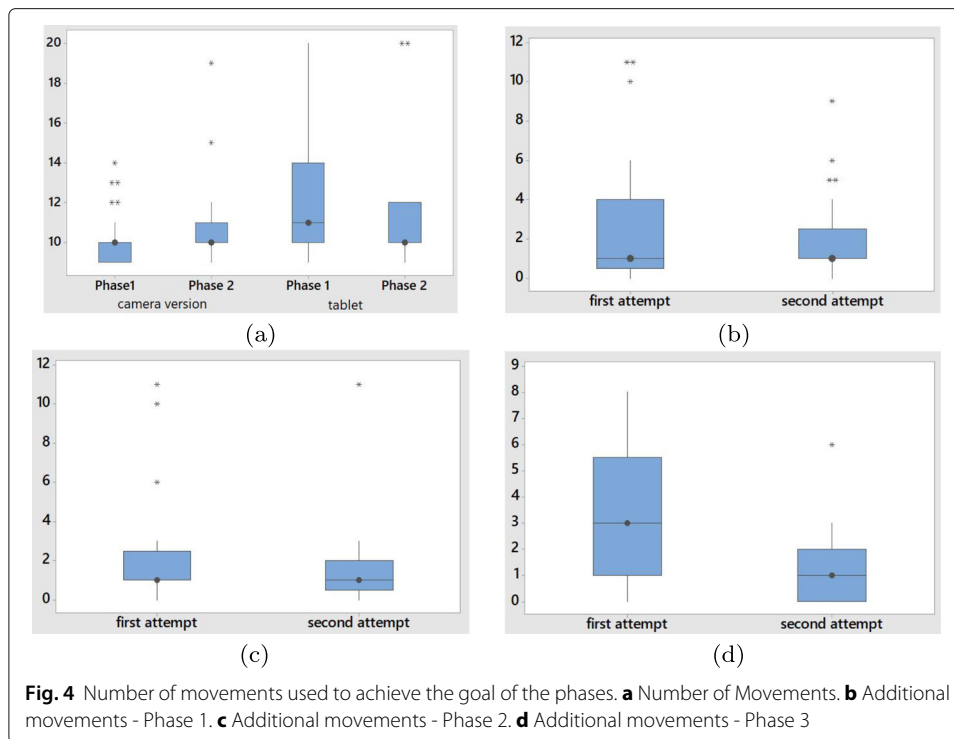 20
18
16
14
12
10
Phase1 Phase 2 Phase 1 Phase 2
camera version tablet
(a)
12
10
8
6
4
2
0
first attempt second attempt
(b)
12
10
8
6
4
2
0
first attempt second attempt
(c)
9
8
7
6
5
4
3
2
1
0
first attempt second attempt
(d)
Fig. 4 Number of movements used to achieve the goal of the phases. a Number of Movements. b Additional
movements - Phase 1. c Additional movements - Phase 2. d Additional movements - Phase 3